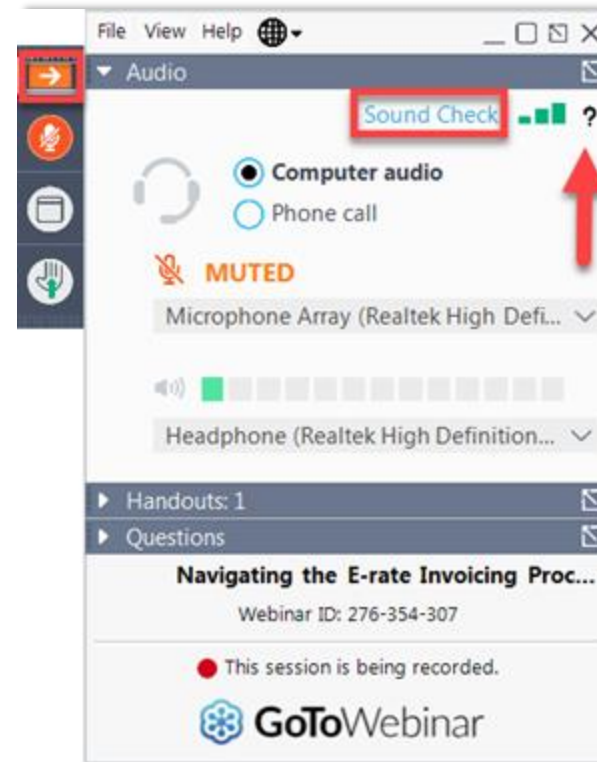 File View Help
Audio
Sound Check ?
Computer audio
Phone call
MUTED
Microphone Array (Realtek High Defi...
Headphone (Realtek High Definition...
Handouts: 1
Questions
Navigating the E-rate Invoicing Proc...
Webinar ID: 276-354-307
This session is being recorded.
GoToWebinar